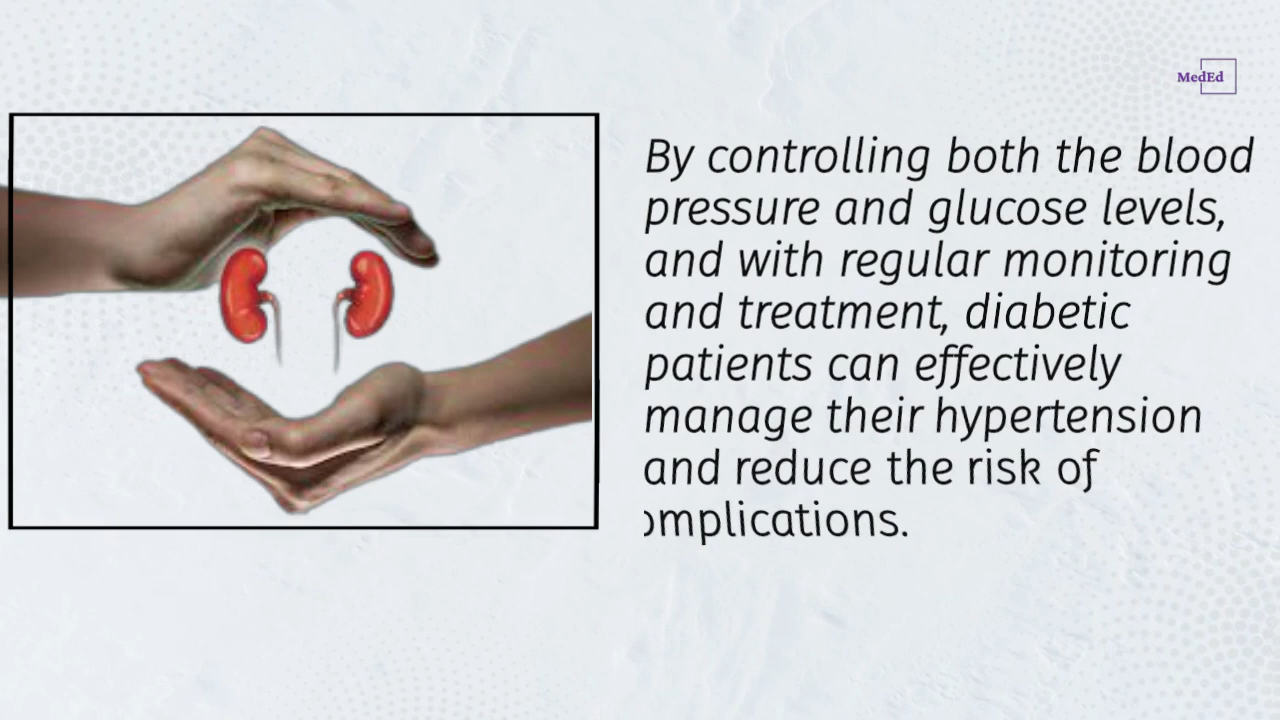 MedEd
By controlling both the blood
pressure and glucose levels,
and with regular monitoring
and treatment, diabetic
patients can effectively
manage their hypertension
and reduce the risk of
omplications.